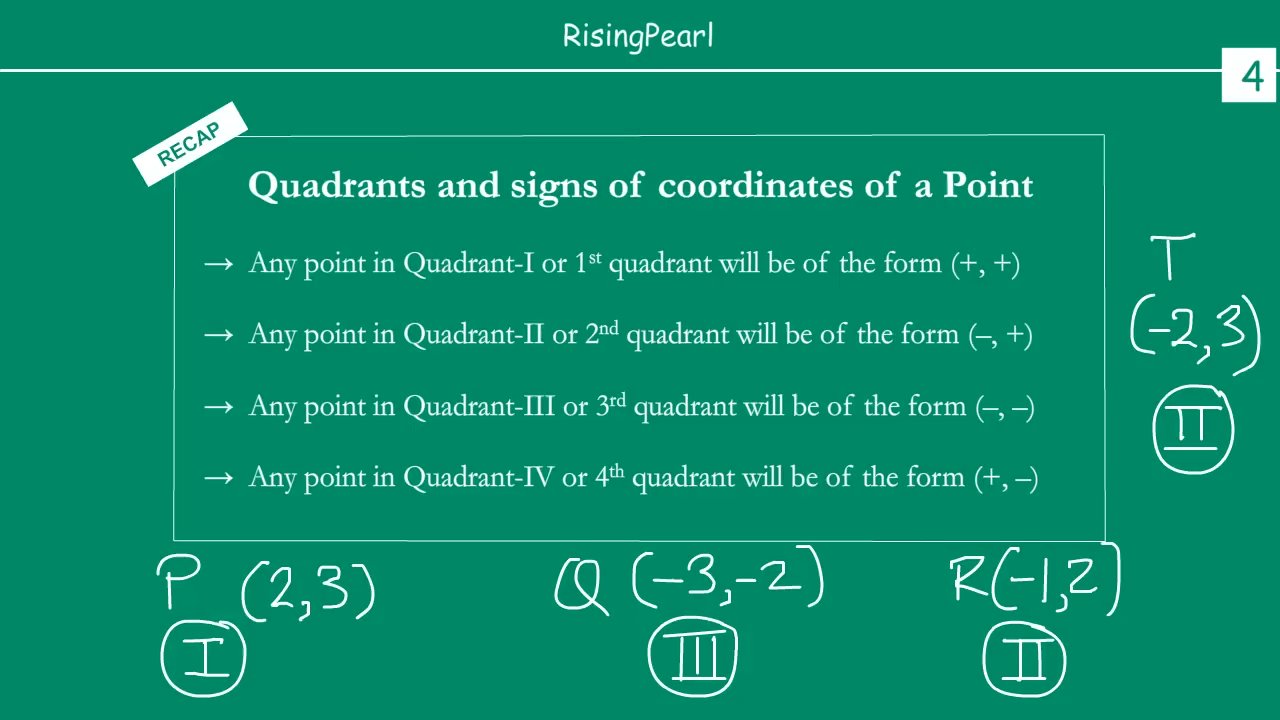 RisingPearl
4
RECAP
Quadrants and signs of coordinates of a Point
→ Any point in Quadrant-I or 1st quadrant will be of the form (+, +)
→ Any point in Quadrant-II or 2nd quadrant will be of the form (–, +)
→ Any point in Quadrant-III or 3rd quadrant will be of the form (–, –)
→ Any point in Quadrant-IV or 4th quadrant will be of the form (+, –)
T
(-2,3)
II
P (2,3)
I
Q (-3,-2)
III
R(-1,2)
II